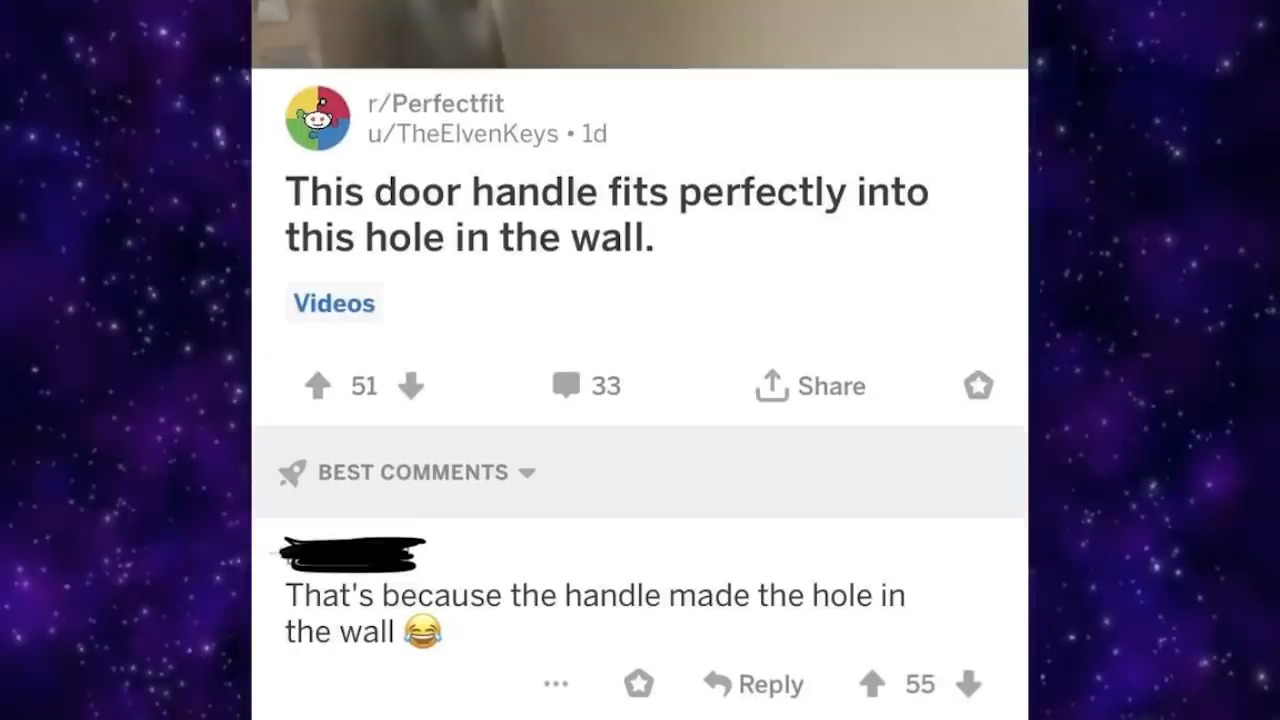 r/Perfectfit
u/TheElvenKeys • 1d
This door handle fits perfectly into
this hole in the wall.
Videos
51
33
Share
BEST COMMENTS
That's because the handle made the hole in
the wall 😂
... Reply 55